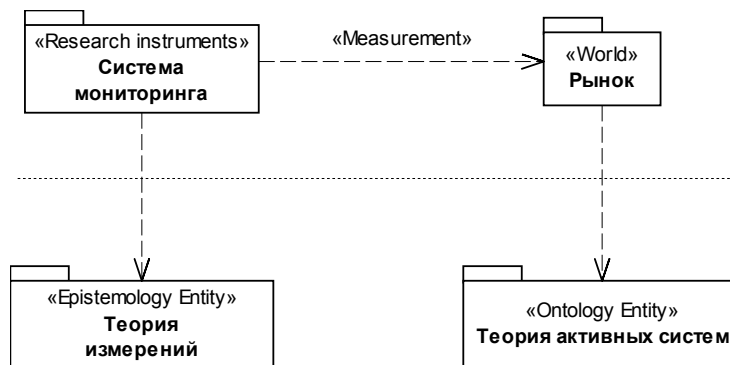 «Research instruments»
Система
мониторинга
«Measurement»
«World»
Рынок
«Epistemology Entity»
Теория
измерений
«Ontology Entity»
Теория активных систем